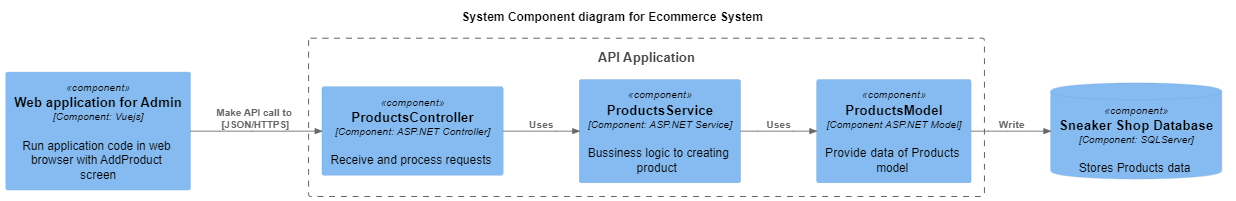 System Component diagram for Ecommerce System
API Application
«component»
Web application for Admin
[Component: Vuejs]
Run application code in web
browser with AddProduct
screen
Make API call to
[JSON/HTTPS]
«component»
ProductsController
[Component: ASP.NET Controller]
Receive and process requests
Uses
«component»
ProductsService
[Component: ASP.NET Service]
Bussiness logic to creating
product
Uses
«component»
ProductsModel
[Component ASP.NET Model]
Provide data of Products
model
Write
«component»
Sneaker Shop Database
[Component: SQLServer]
Stores Products data